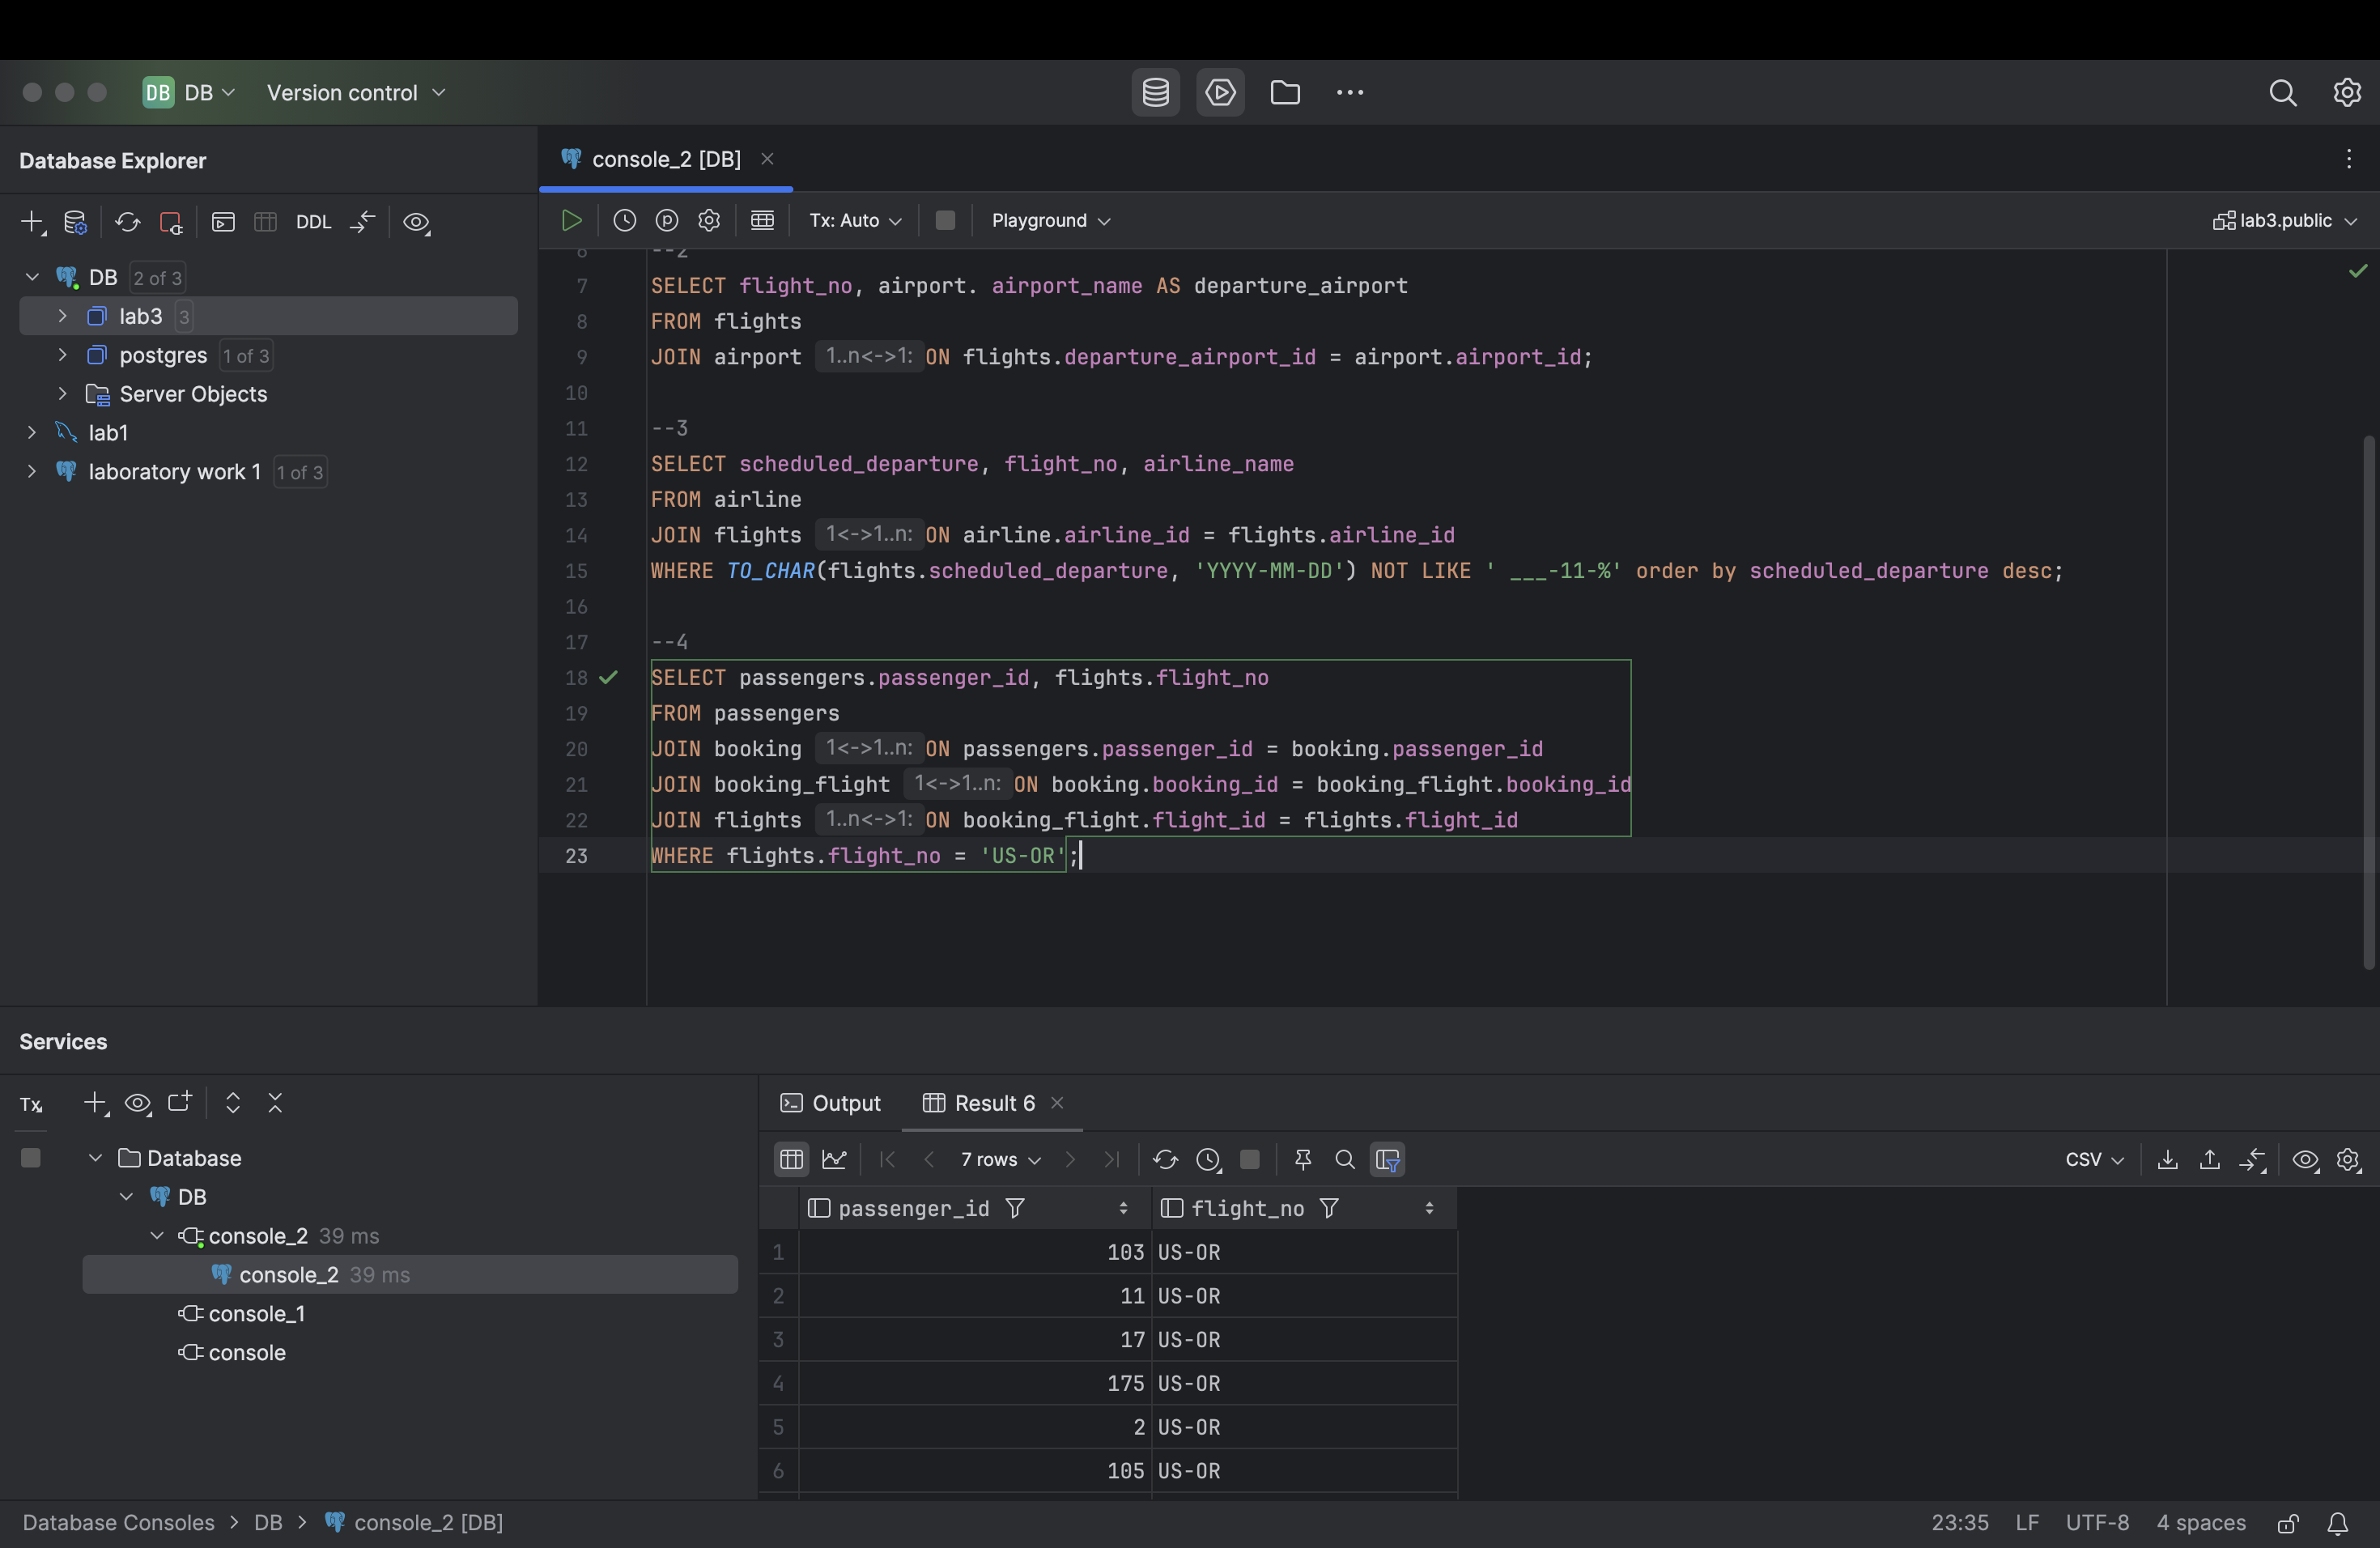 DB DB Version control
Database Explorer
console_2 [DB]
DDL
Tx: Auto Playground lab3.public
DB 2 of 3
lab3 3
postgres 1 of 3
Server Objects
lab1
laboratory work 1 1 of 3
6 --2
7 SELECT flight_no, airport. airport_name AS departure_airport
8 FROM flights
9 JOIN airport 1..n<->1: ON flights.departure_airport_id = airport.airport_id;
10
11 --3
12 SELECT scheduled_departure, flight_no, airline_name
13 FROM airline
14 JOIN flights 1<->1..n: ON airline.airline_id = flights.airline_id
15 WHERE TO_CHAR(flights.scheduled_departure, 'YYYY-MM-DD') NOT LIKE ' ___-11-%' order by scheduled_departure desc;
16
17 --4
18 SELECT passengers.passenger_id, flights.flight_no
19 FROM passengers
20 JOIN booking 1<->1..n: ON passengers.passenger_id = booking.passenger_id
21 JOIN booking_flight 1<->1..n: ON booking.booking_id = booking_flight.booking_id
22 JOIN flights 1..n<->1: ON booking_flight.flight_id = flights.flight_id
23 WHERE flights.flight_no = 'US-OR';
Services
Tx
Database
DB
console_2 39 ms
console_2 39 ms
console_1
console
Output Result 6
7 rows CSV
passenger_id flight_no
1 103 US-OR
2 11 US-OR
3 17 US-OR
4 175 US-OR
5 2 US-OR
6 105 US-OR
Database Consoles > DB > console_2 [DB]
23:35 LF UTF-8 4 spaces